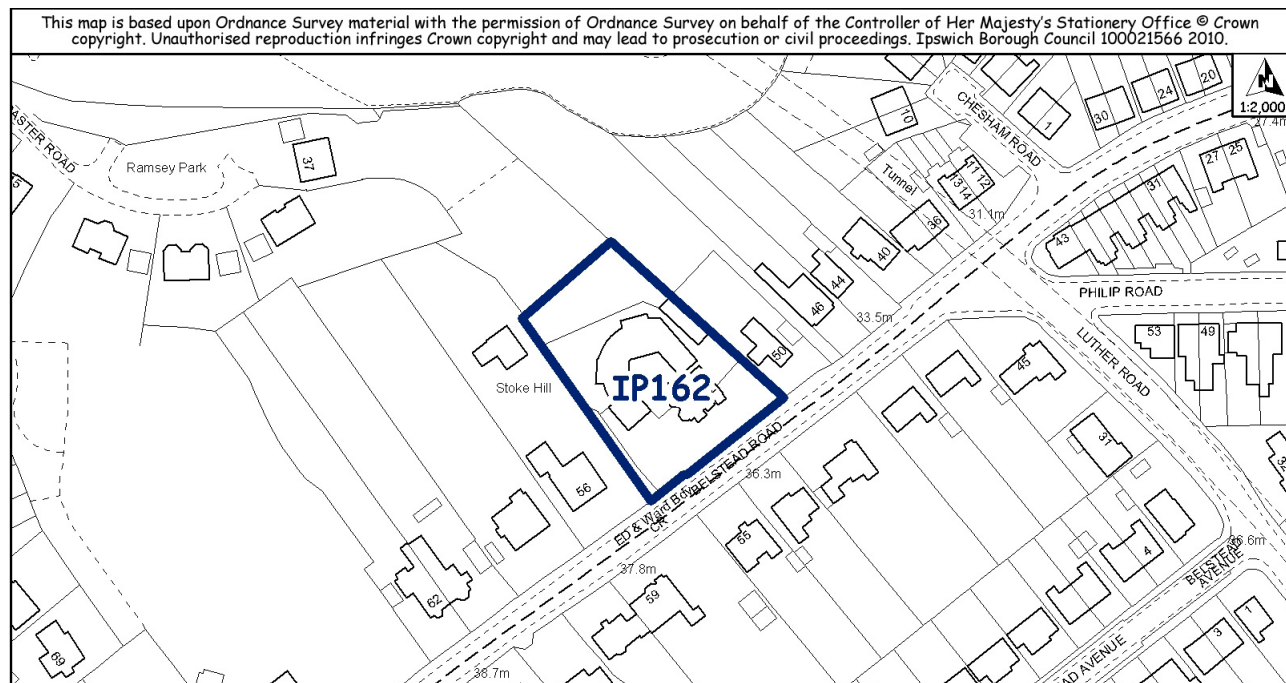 This map is based upon Ordnance Survey material with the permission of Ordnance Survey on behalf of the Controller of Her Majesty's Stationery Office © Crown
copyright. Unauthorised reproduction infringes Crown copyright and may lead to prosecution or civil proceedings. Ipswich Borough Council 100021566 2010.
N
1:2,000
20
24
30
1
10
CHESHAM ROAD
27
25
31
43
11 12
13 14
31.1m
Tunnel
36
40
44
46
50
33.5m
PHILIP ROAD
LUTHER ROAD
53
49
45
31
ASTER ROAD
Ramsey Park
37
Stoke Hill
IP162
BELSTEAD ROAD
36.3m
ED & Ward Bdy
CR
56
55
37.8m
59
62
69
38.7m
4
BELSTEAD
AVENUE
1
3
AD AVENUE